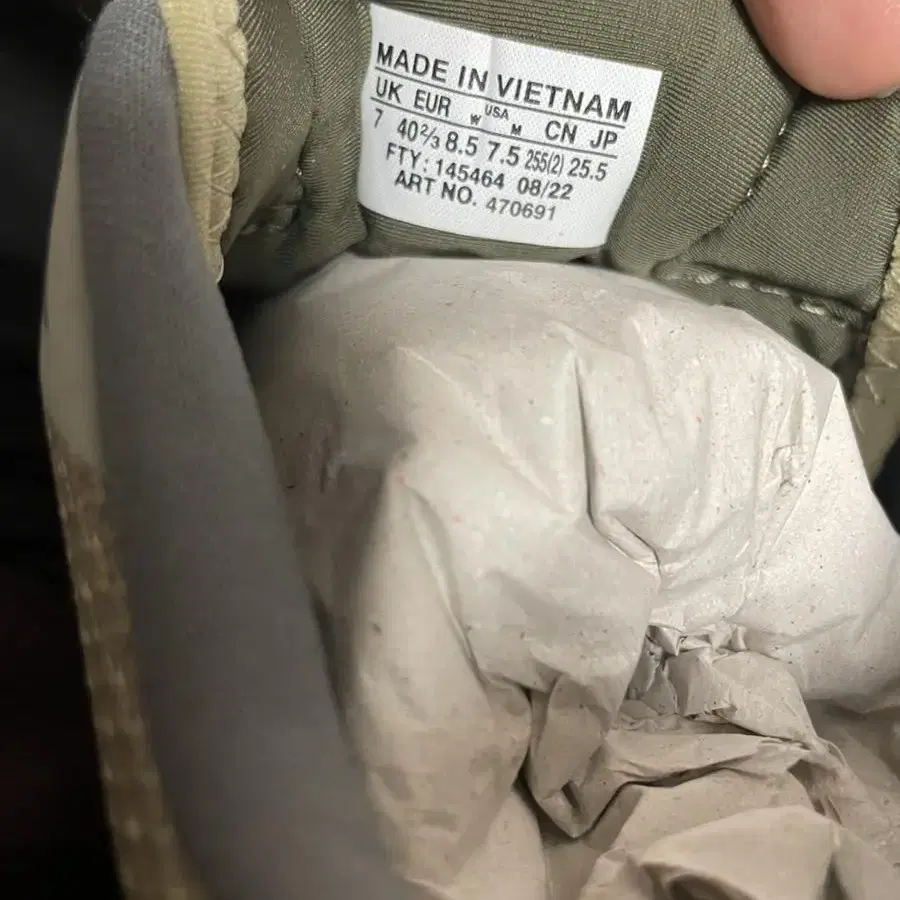 MADE IN VIETNAM
UK EUR W USA M CN JP
7 40⅔ 8.5 7.5 255(2) 25.5
FTY: 145464 08/22
ART NO. 470691